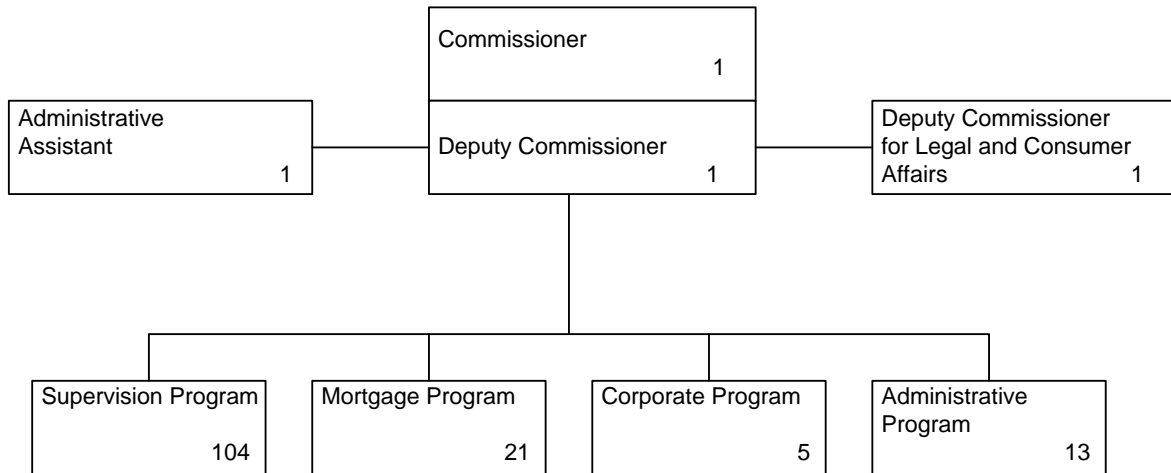 Commissioner
1
Administrative
Assistant
1
Deputy Commissioner
1
Deputy Commissioner
for Legal and Consumer
Affairs 1
Supervision Program
104
Mortgage Program
21
Corporate Program
5
Administrative
Program
13